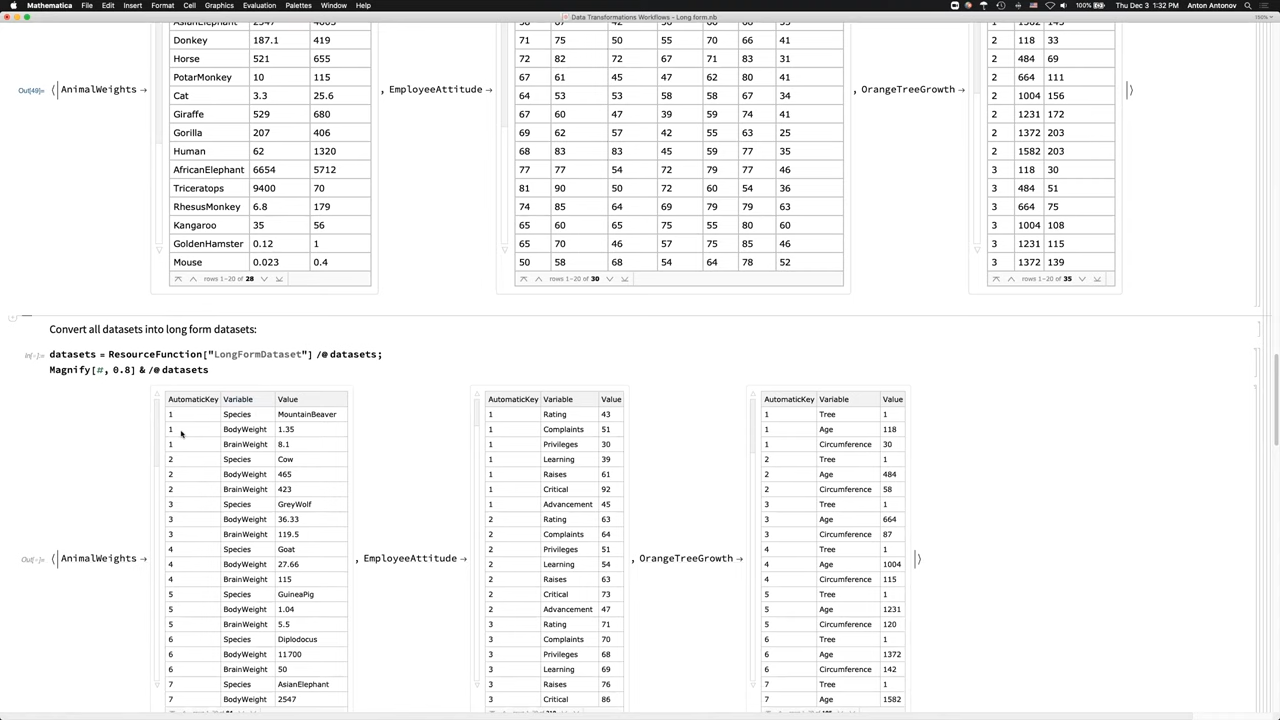 Mathematica File Edit Insert Format Cell Graphics Evaluation Palettes Window Help 100% Thu Dec 3 1:32 PM Anton Antonov
Data Transformations Workflows - Long form.nb
150%
Donkey 187.1 419
Horse 521 655
PotarMonkey 10 115
Cat 3.3 25.6
Giraffe 529 680
Gorilla 207 406
Human 62 1320
AfricanElephant 6654 5712
Triceratops 9400 70
RhesusMonkey 6.8 179
Kangaroo 35 56
GoldenHamster 0.12 1
Mouse 0.023 0.4
rows 1–20 of 28
Out[49]= <|AnimalWeights→
71 75 50 55 70 66 41
72 82 72 67 71 83 31
67 61 45 47 62 80 41
64 53 53 58 58 67 34
67 60 47 39 59 74 41
69 62 57 42 55 63 25
68 83 83 45 59 77 35
77 77 54 72 79 77 46
81 90 50 72 60 54 36
74 85 64 69 79 79 63
65 60 65 75 55 80 60
65 70 46 57 75 85 46
50 58 68 54 64 78 52
rows 1–20 of 30
, EmployeeAttitude→
2 118 33
2 484 69
2 664 111
2 1004 156
2 1231 172
2 1372 203
2 1582 203
3 118 30
3 484 51
3 664 75
3 1004 108
3 1231 115
3 1372 139
rows 1–20 of 35
, OrangeTreeGrowth→ |>
Convert all datasets into long form datasets:
In[-]:= datasets = ResourceFunction["LongFormDataset"] /@ datasets;
Magnify[#, 0.8] & /@ datasets
Out[-]= <|AnimalWeights→
AutomaticKey Variable Value
1 Species MountainBeaver
1 BodyWeight 1.35
1 BrainWeight 8.1
2 Species Cow
2 BodyWeight 465
2 BrainWeight 423
3 Species GreyWolf
3 BodyWeight 36.33
3 BrainWeight 119.5
4 Species Goat
4 BodyWeight 27.66
4 BrainWeight 115
5 Species GuineaPig
5 BodyWeight 1.04
5 BrainWeight 5.5
6 Species Diplodocus
6 BodyWeight 11700
6 BrainWeight 50
7 Species AsianElephant
7 BodyWeight 2547
, EmployeeAttitude→
AutomaticKey Variable Value
1 Rating 43
1 Complaints 51
1 Privileges 30
1 Learning 39
1 Raises 61
1 Critical 92
1 Advancement 45
2 Rating 63
2 Complaints 64
2 Privileges 51
2 Learning 54
2 Raises 63
2 Critical 73
2 Advancement 47
3 Rating 71
3 Complaints 70
3 Privileges 68
3 Learning 69
3 Raises 76
3 Critical 86
, OrangeTreeGrowth→
AutomaticKey Variable Value
1 Tree 1
1 Age 118
1 Circumference 30
2 Tree 1
2 Age 484
2 Circumference 58
3 Tree 1
3 Age 664
3 Circumference 87
4 Tree 1
4 Age 1004
4 Circumference 115
5 Tree 1
5 Age 1231
5 Circumference 120
6 Tree 1
6 Age 1372
6 Circumference 142
7 Tree 1
7 Age 1582
|>